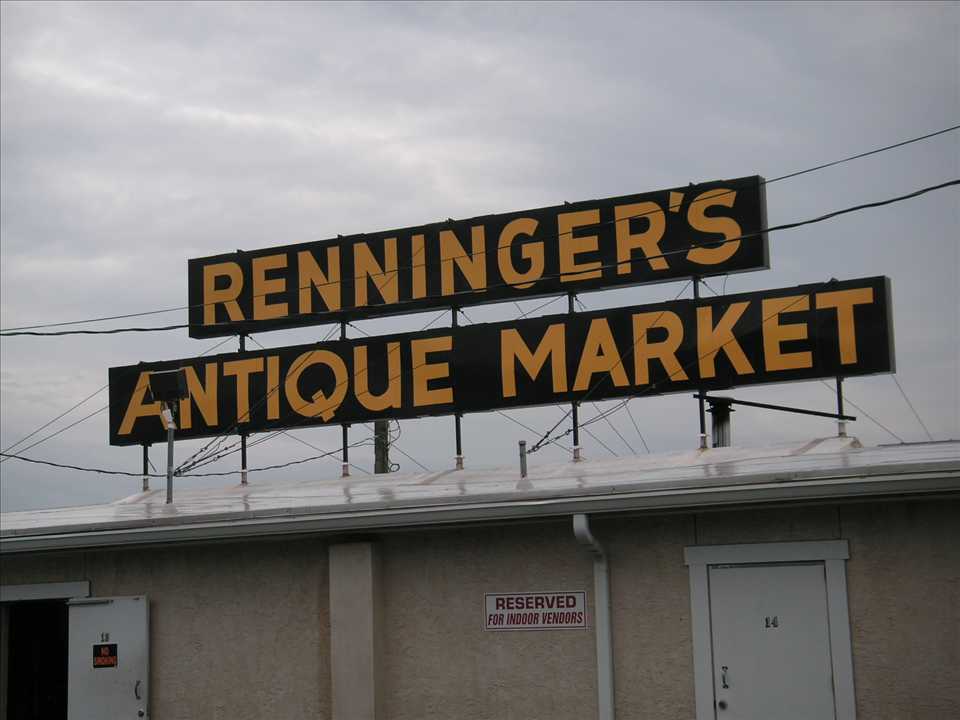 RENNINGER'S
ANTIQUE MARKET
RESERVED
FOR INDOOR VENDORS
14
NO
SMOKING